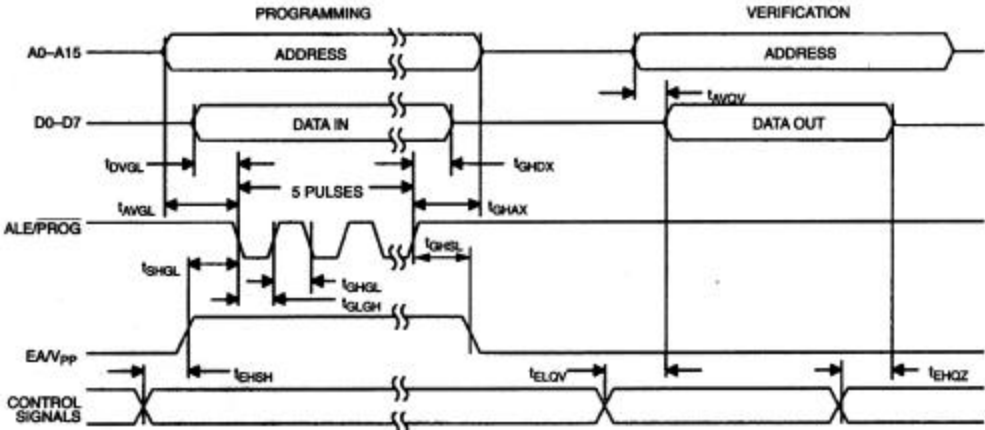 PROGRAMMING VERIFICATION
A0–A15 ADDRESS ADDRESS
tAVQV
D0–D7 DATA IN DATA OUT
tDVGL tGHDX
5 PULSES
tAVGL tGHAX
ALE/PROG
tGHSL
tSHGL
tGHGL
tGLGH
EA/VPP
tEHSH tELQV tEHQZ
CONTROL
SIGNALS